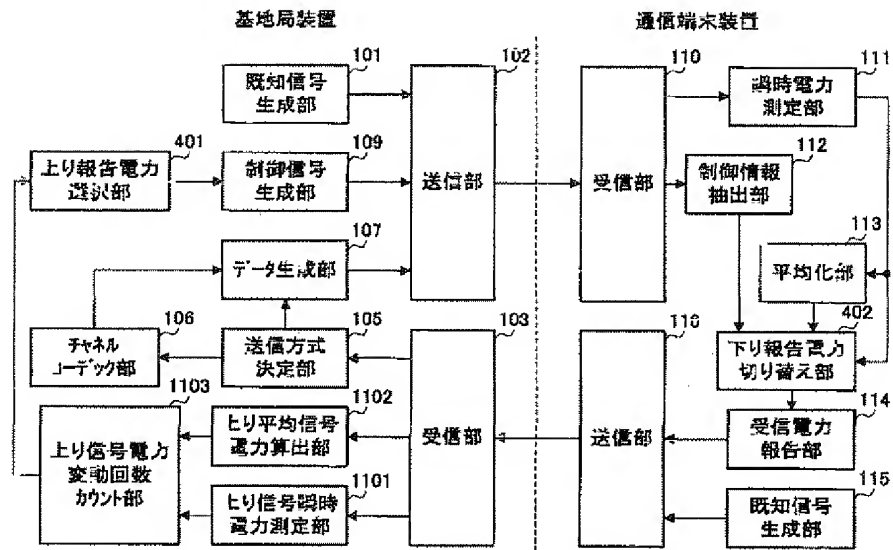 基地局装置
通信端末装置
101
既知信号
生成部
102
110
111
瞬時電力
測定部
401
上り報告電力
選択部
109
制御信号
生成部
送信部
受信部
112
制御情報
抽出部
107
データ生成部
113
平均化部
106
チャネル
コーデック部
105
送信方式
決定部
103
116
402
下り報告電力
切り替え部
1103
上り信号電力
変動回数
カウント部
1102
上り平均信号
電力算出部
受信部
送信部
114
受信電力
報告部
1101
上り信号瞬時
電力測定部
115
既知信号
生成部